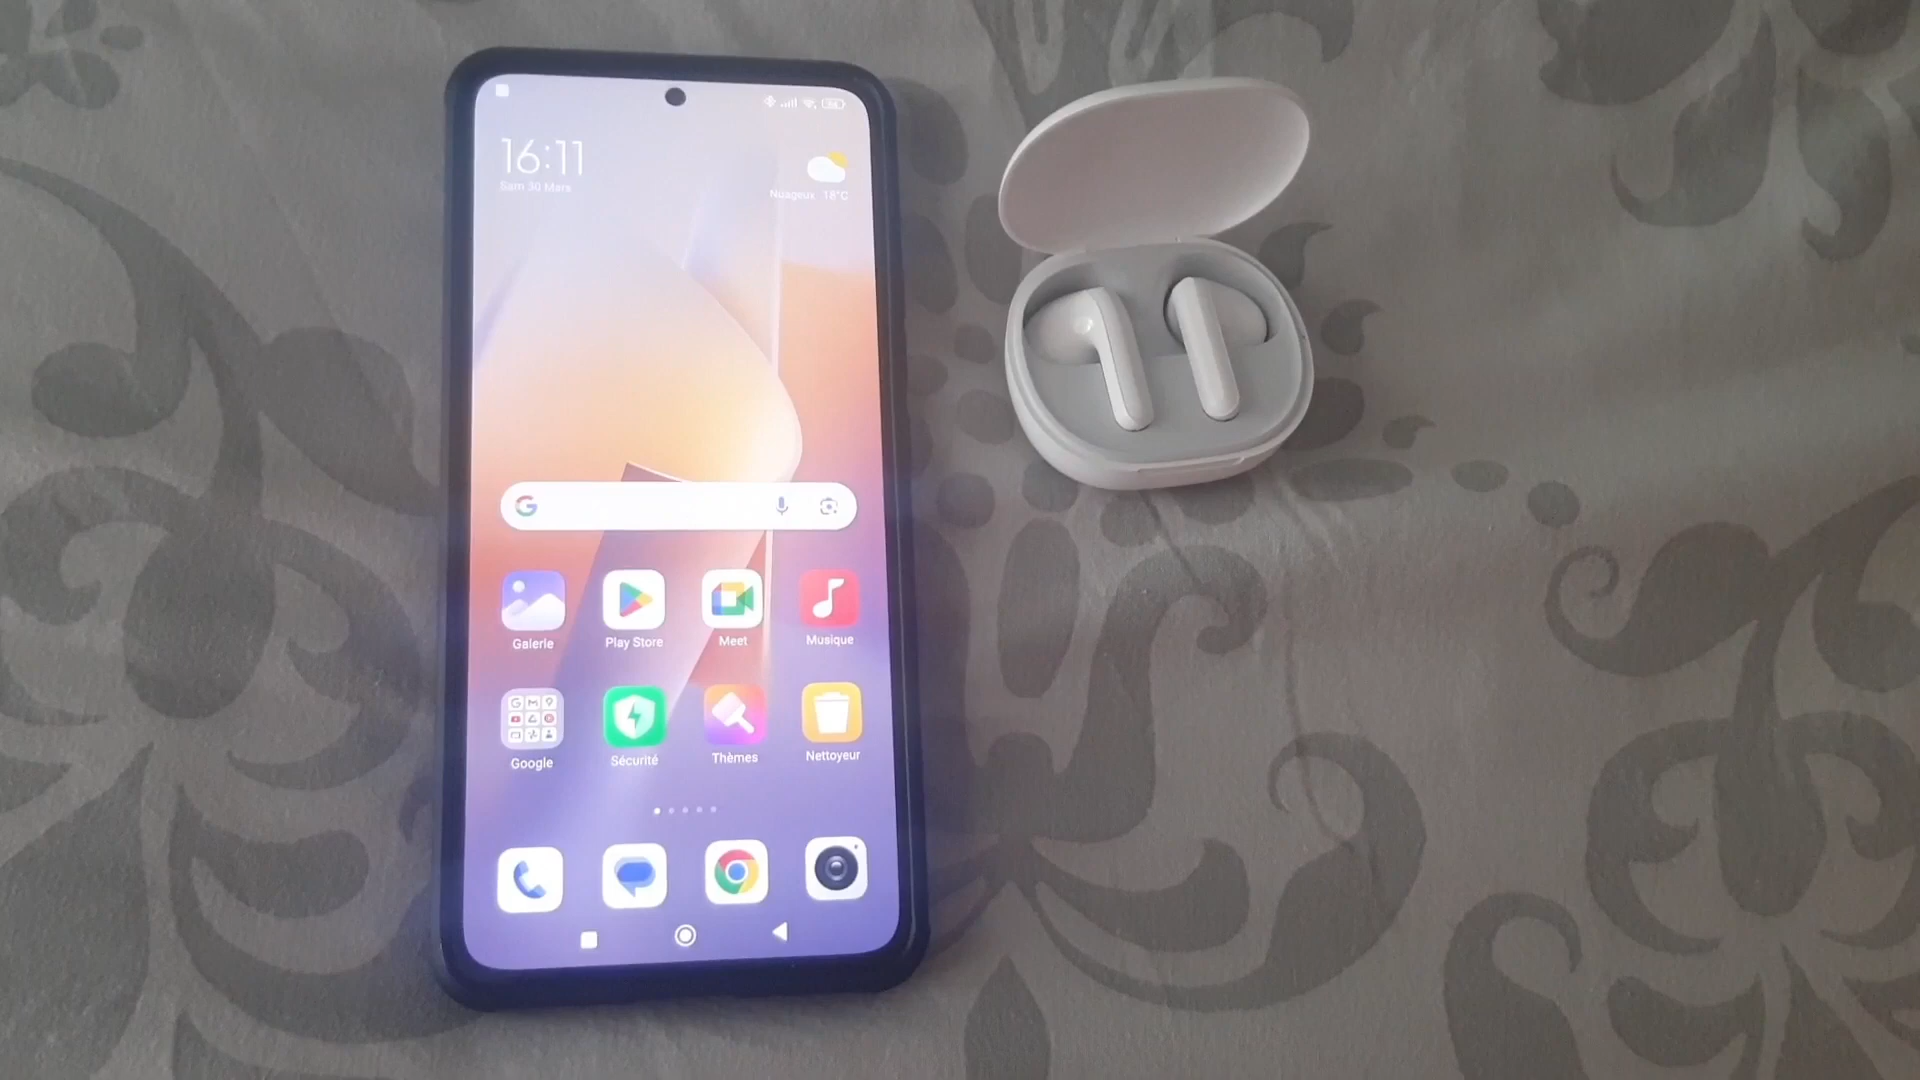 16:11
Sam 30 Mars
Nuageux 18°C
Galerie
Play Store
Meet
Musique
Google
Sécurité
Thèmes
Nettoyeur